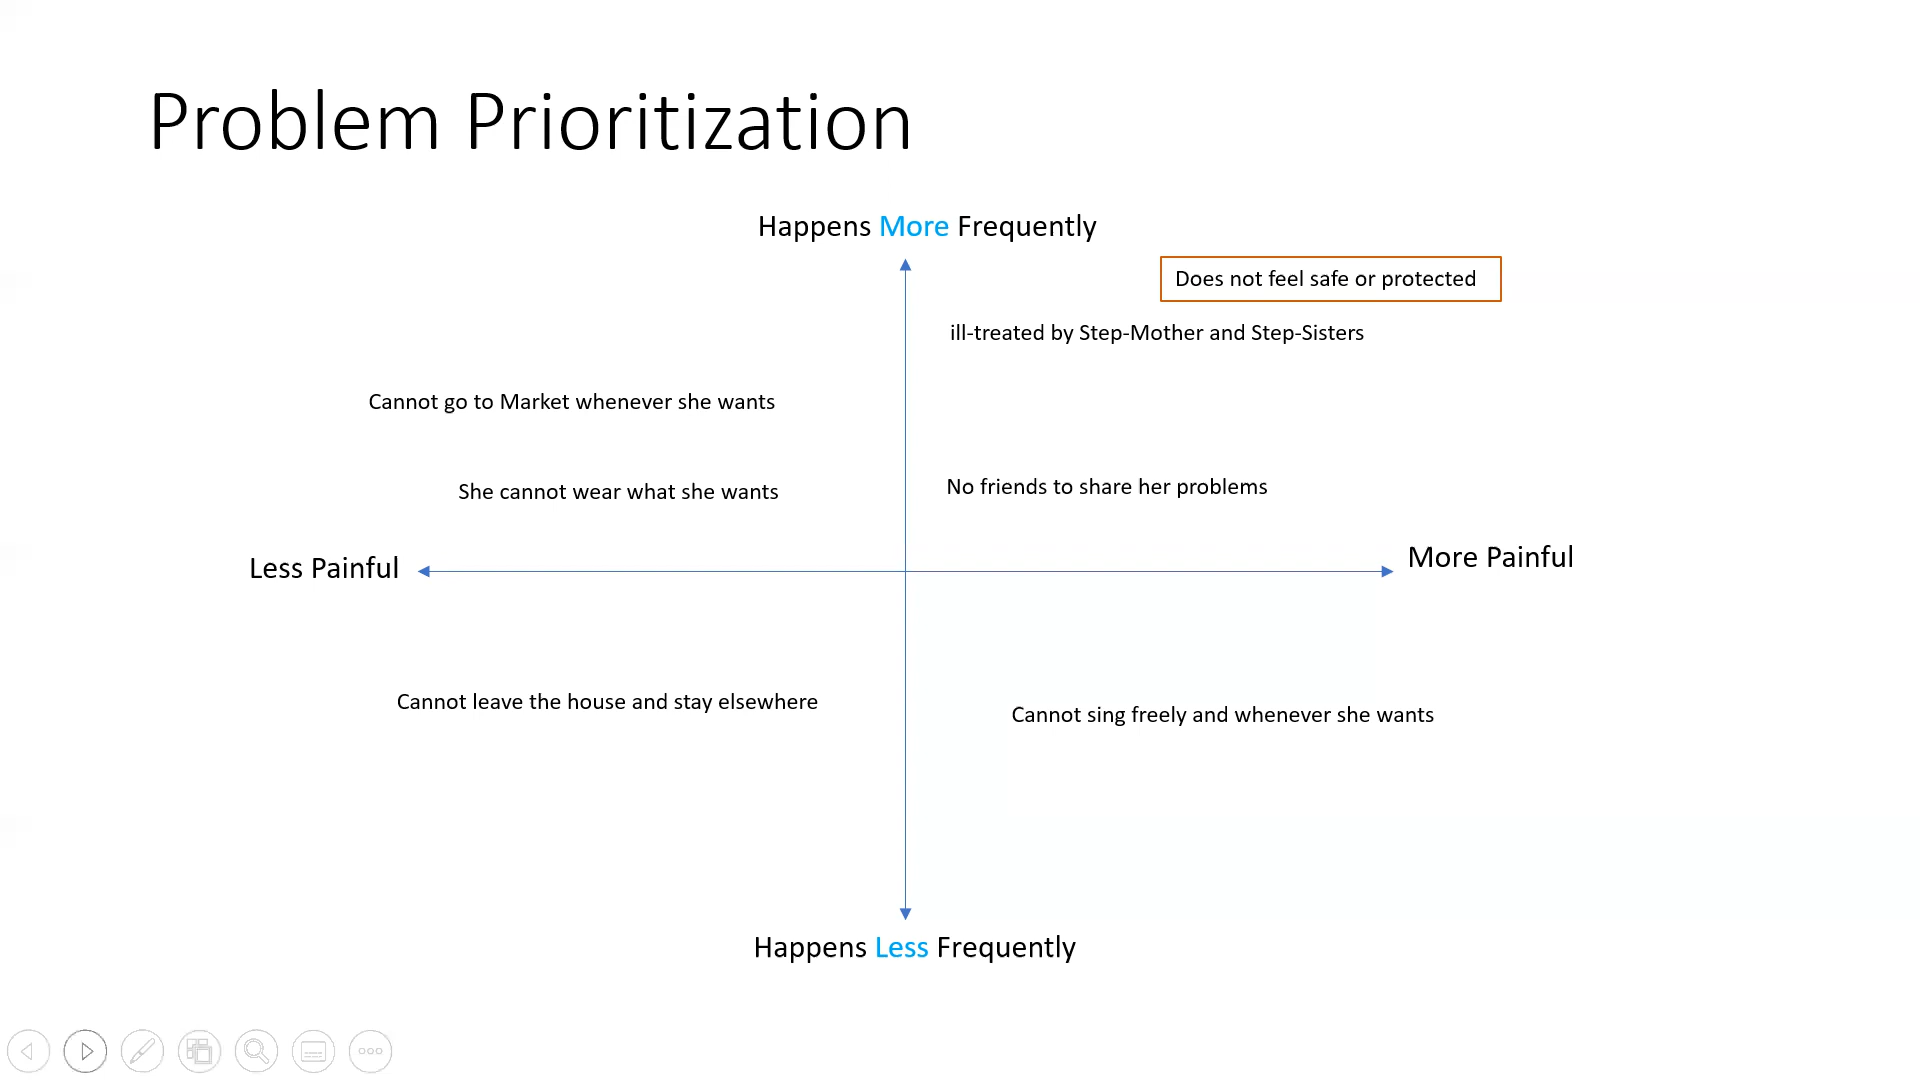 Problem Prioritization
Happens More Frequently
Does not feel safe or protected
ill-treated by Step-Mother and Step-Sisters
Cannot go to Market whenever she wants
She cannot wear what she wants
No friends to share her problems
Less Painful
More Painful
Cannot leave the house and stay elsewhere
Cannot sing freely and whenever she wants
Happens Less Frequently